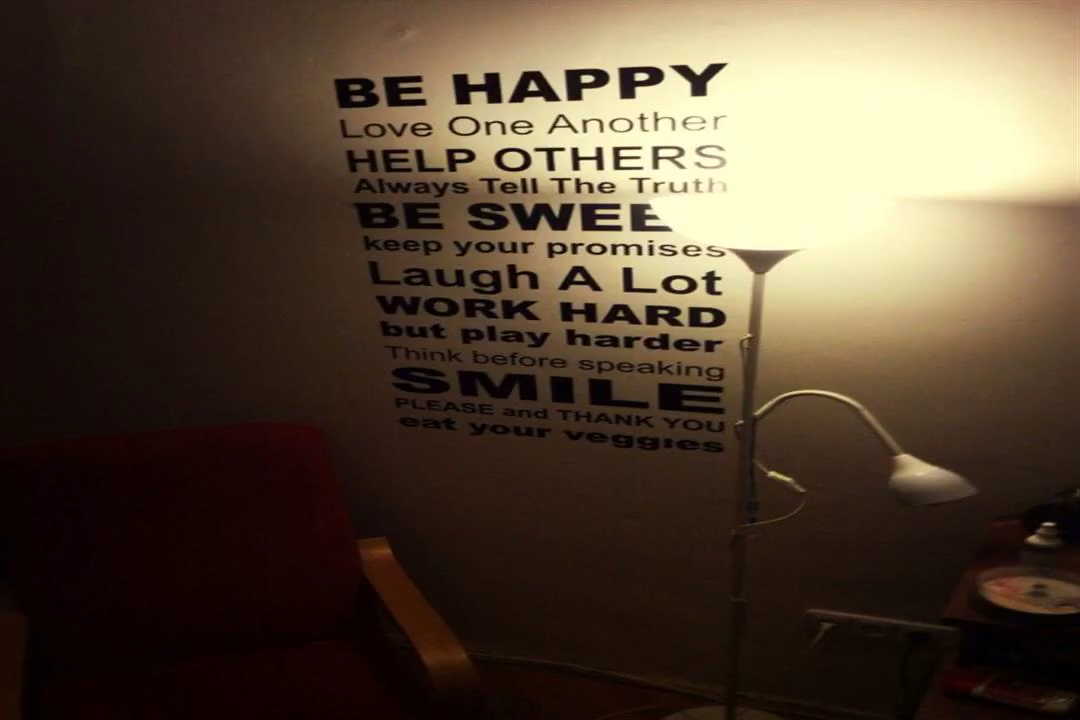 BE HAPPY
Love One Another
HELP OTHERS
Always Tell The Truth
BE SWEE
keep your promises
Laugh A Lot
WORK HARD
but play harder
Think before speaking
SMILE
PLEASE and THANK YOU
eat your veggies